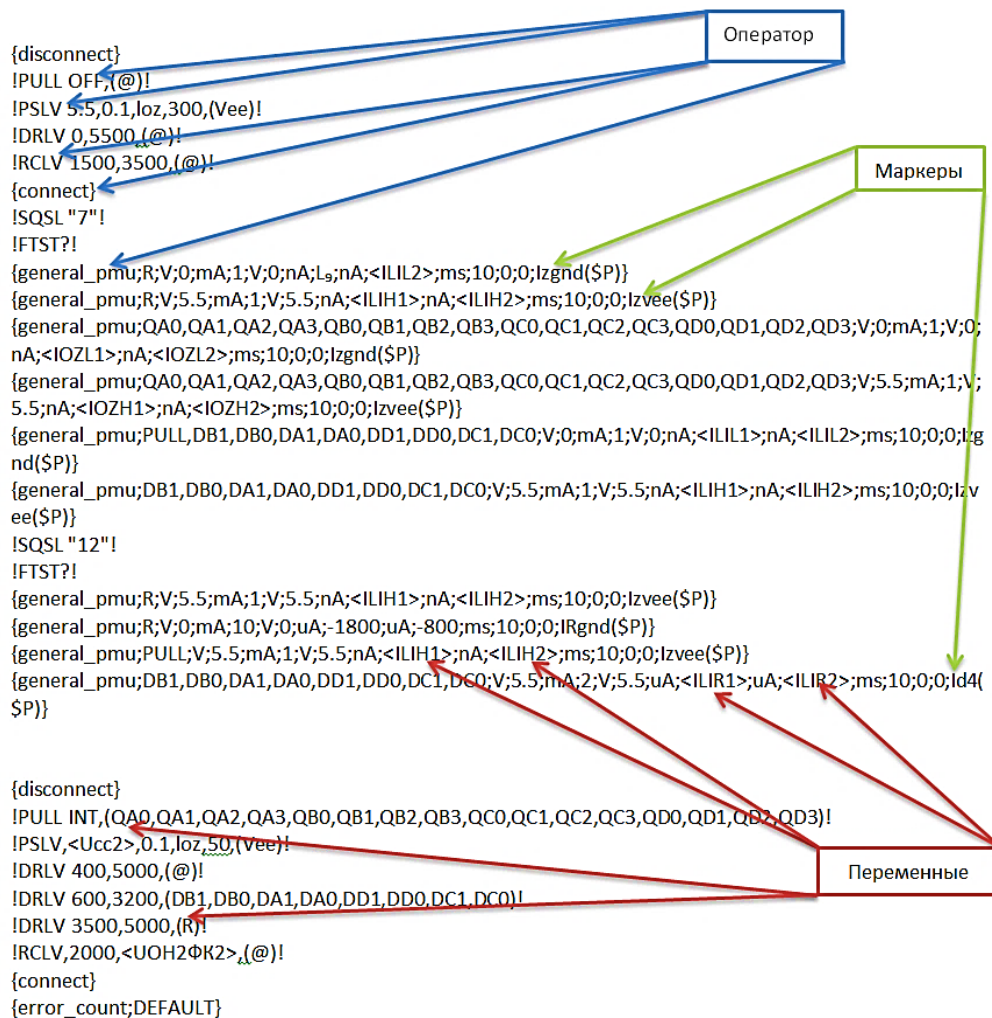 Оператор
Маркеры
Переменные
{disconnect}
!PULL OFF,(@)!
!PSLV 5.5,0.1,loz,300,(Vee)!
!DRLV 0,5500,(@)!
!RCLV 1500,3500,(@)!
{connect}
!SQSL "7"!
!FTST?!
{general_pmu;R;V;0;mA;1;V;0;nA;L₉;nA;<ILIL2>;ms;10;0;0;Izgnd($P)}
{general_pmu;R;V;5.5;mA;1;V;5.5;nA;<ILIH1>;nA;<ILIH2>;ms;10;0;0;Izvee($P)}
{general_pmu;QA0,QA1,QA2,QA3,QB0,QB1,QB2,QB3,QC0,QC1,QC2,QC3,QD0,QD1,QD2,QD3;V;0;mA;1;V;0;
nA;<IOZL1>;nA;<IOZL2>;ms;10;0;0;Izgnd($P)}
{general_pmu;QA0,QA1,QA2,QA3,QB0,QB1,QB2,QB3,QC0,QC1,QC2,QC3,QD0,QD1,QD2,QD3;V;5.5;mA;1;V;
5.5;nA;<IOZH1>;nA;<IOZH2>;ms;10;0;0;Izvee($P)}
{general_pmu;PULL,DB1,DB0,DA1,DA0,DD1,DD0,DC1,DC0;V;0;mA;1;V;0;nA;<ILIL1>;nA;<ILIL2>;ms;10;0;0;Izg
nd($P)}
{general_pmu;DB1,DB0,DA1,DA0,DD1,DD0,DC1,DC0;V;5.5;mA;1;V;5.5;nA;<ILIH1>;nA;<ILIH2>;ms;10;0;0;Izv
ee($P)}
!SQSL "12"!
!FTST?!
{general_pmu;R;V;5.5;mA;1;V;5.5;nA;<ILIH1>;nA;<ILIH2>;ms;10;0;0;Izvee($P)}
{general_pmu;R;V;0;mA;10;V;0;uA;-1800;uA;-800;ms;10;0;0;IRgnd($P)}
{general_pmu;PULL;V;5.5;mA;1;V;5.5;nA;<ILIH1>;nA;<ILIH2>;ms;10;0;0;Izvee($P)}
{general_pmu;DB1,DB0,DA1,DA0,DD1,DD0,DC1,DC0;V;5.5;mA;2;V;5.5;uA;<ILIR1>;uA;<ILIR2>;ms;10;0;0;Id4(
$P)}
{disconnect}
!PULL INT,(QA0,QA1,QA2,QA3,QB0,QB1,QB2,QB3,QC0,QC1,QC2,QC3,QD0,QD1,QD2,QD3)!
!PSLV,<Ucc2>,0.1,loz,50,(Vee)!
!DRLV 400,5000,(@)!
!DRLV 600,3200,(DB1,DB0,DA1,DA0,DD1,DD0,DC1,DC0)!
!DRLV 3500,5000,(R)!
!RCLV,2000,<UOH2ФК2>,(@)!
{connect}
{error_count;DEFAULT}